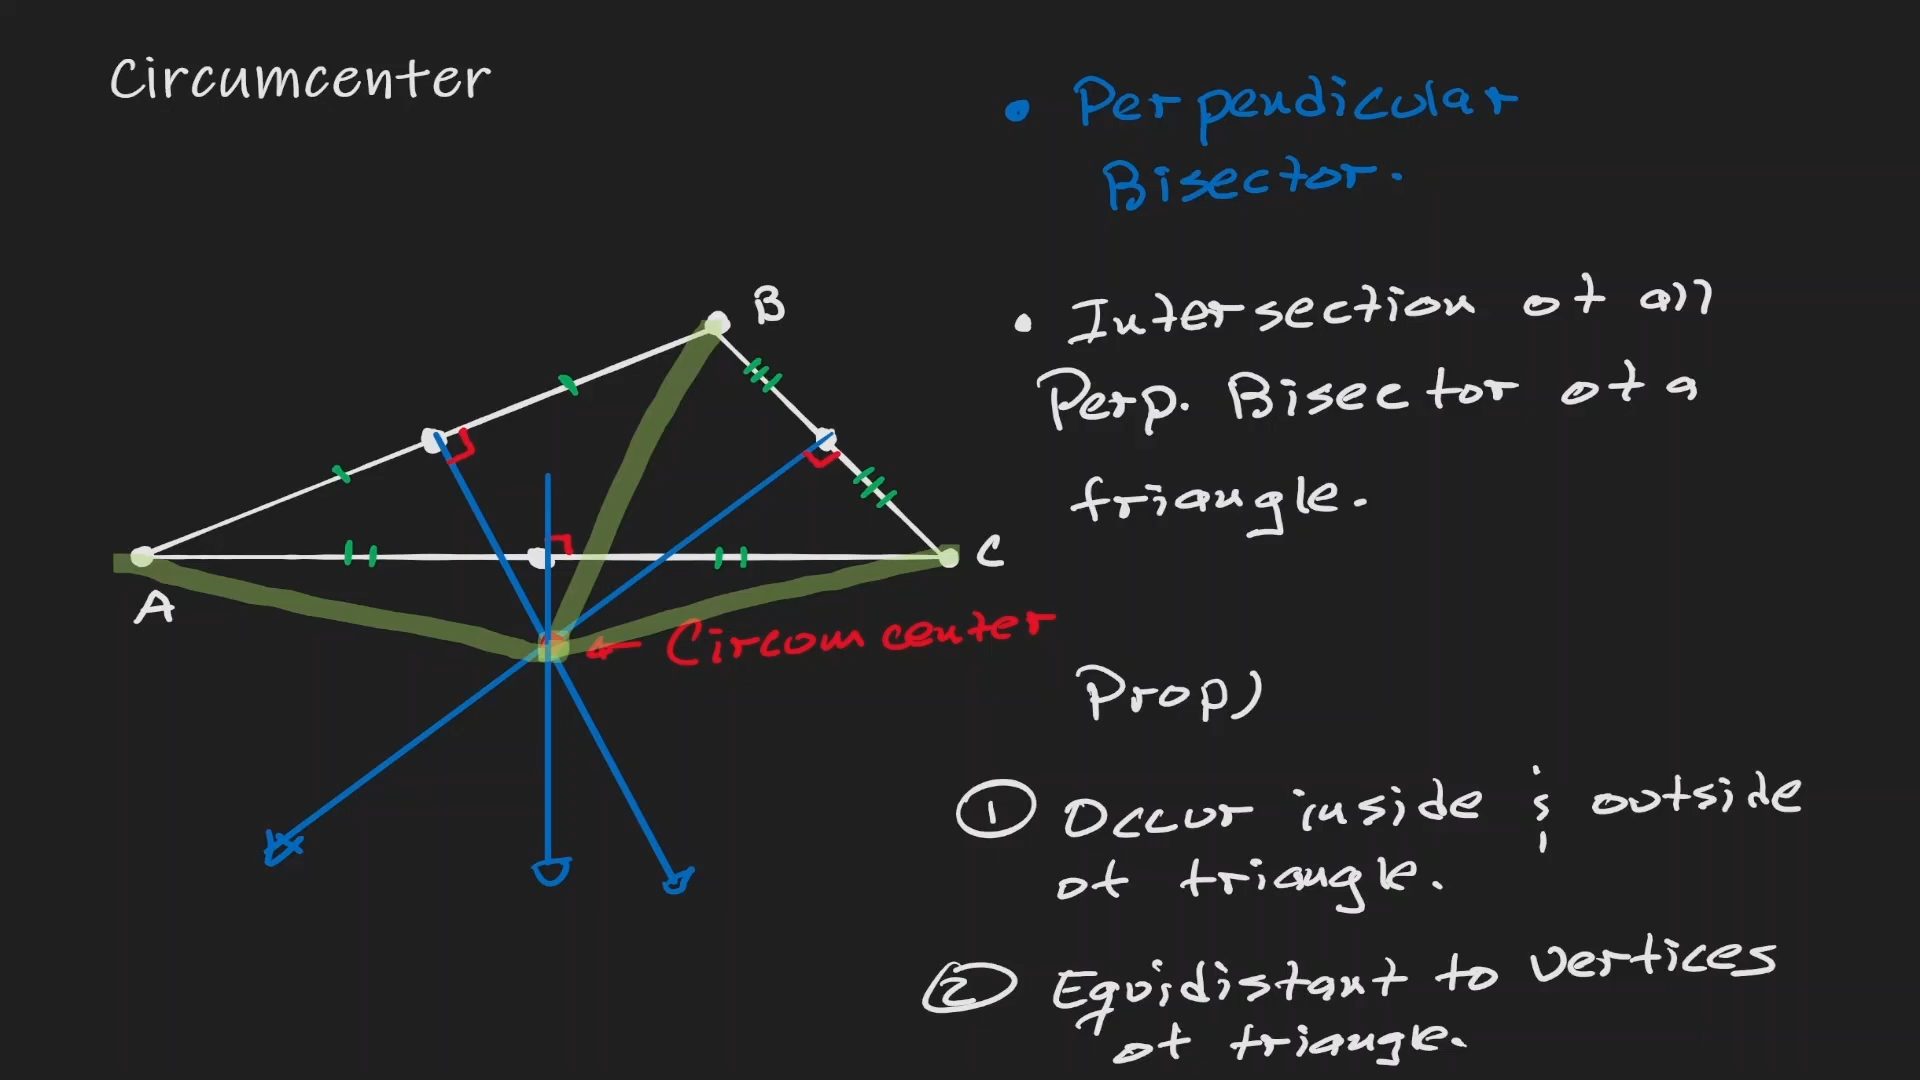 Circumcenter
• Perpendicular
Bisector.
• Intersection of all
Perp. Bisector of a
triangle.
B
A
C
Circumcenter
Prop)
① Occur inside & outside
of triangle.
② Equidistant to vertices
of triangle.